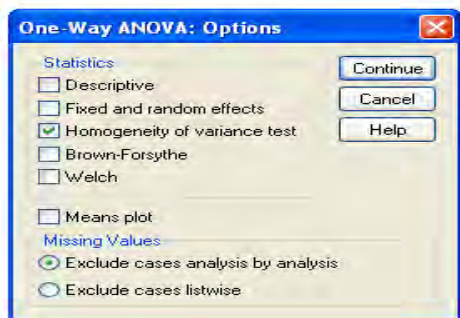 One-Way ANOVA: Options
Statistics
Descriptive
Fixed and random effects
Homogeneity of variance test
Brown-Forsythe
Welch
Means plot
Missing Values
Exclude cases analysis by analysis
Exclude cases listwise
Continue
Cancel
Help